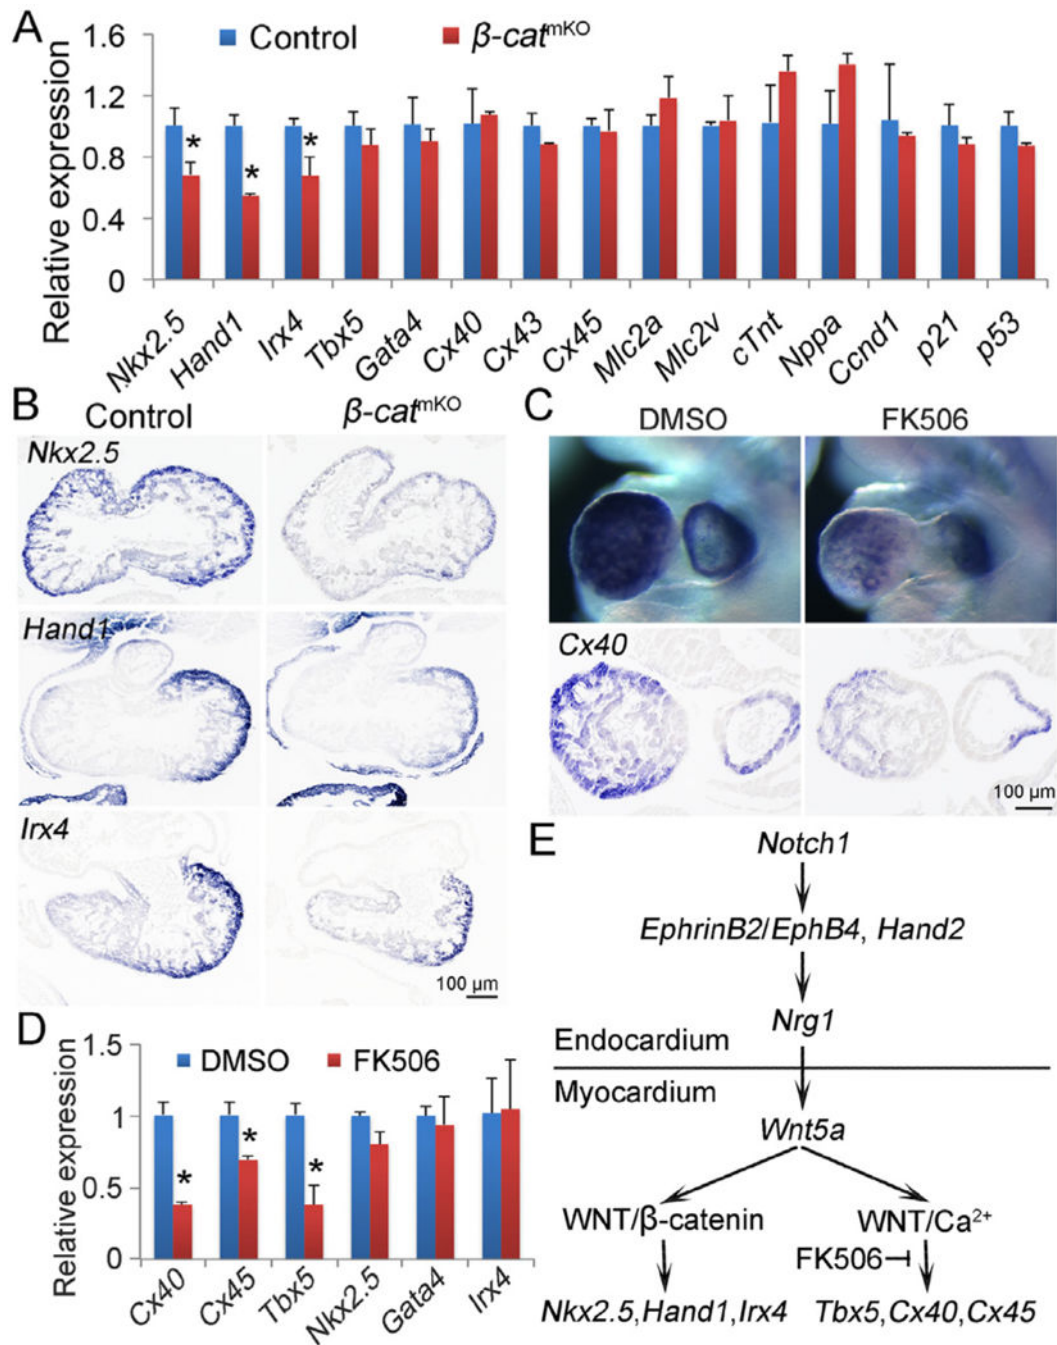 A
1.6
1.2
0.8
0.4
0
Relative expression
Control
β-cat^mKO
*
*
*
Nkx2.5
Hand1
Irx4
Tbx5
Gata4
Cx40
Cx43
Cx45
Mlc2a
Mlc2v
cTnt
Nppa
Ccnd1
p21
p53
B
Control
β-cat^mKO
Nkx2.5
Hand1
Irx4
100 µm
C
DMSO
FK506
Cx40
100 µm
D
1.5
1
0.5
0
Relative expression
DMSO
FK506
*
*
*
Cx40
Cx45
Tbx5
Nkx2.5
Gata4
Irx4
E
Notch1
EphrinB2/EphB4, Hand2
Nrg1
Endocardium
Myocardium
Wnt5a
WNT/β-catenin
WNT/Ca²⁺
FK506
Nkx2.5,Hand1,Irx4
Tbx5,Cx40,Cx45